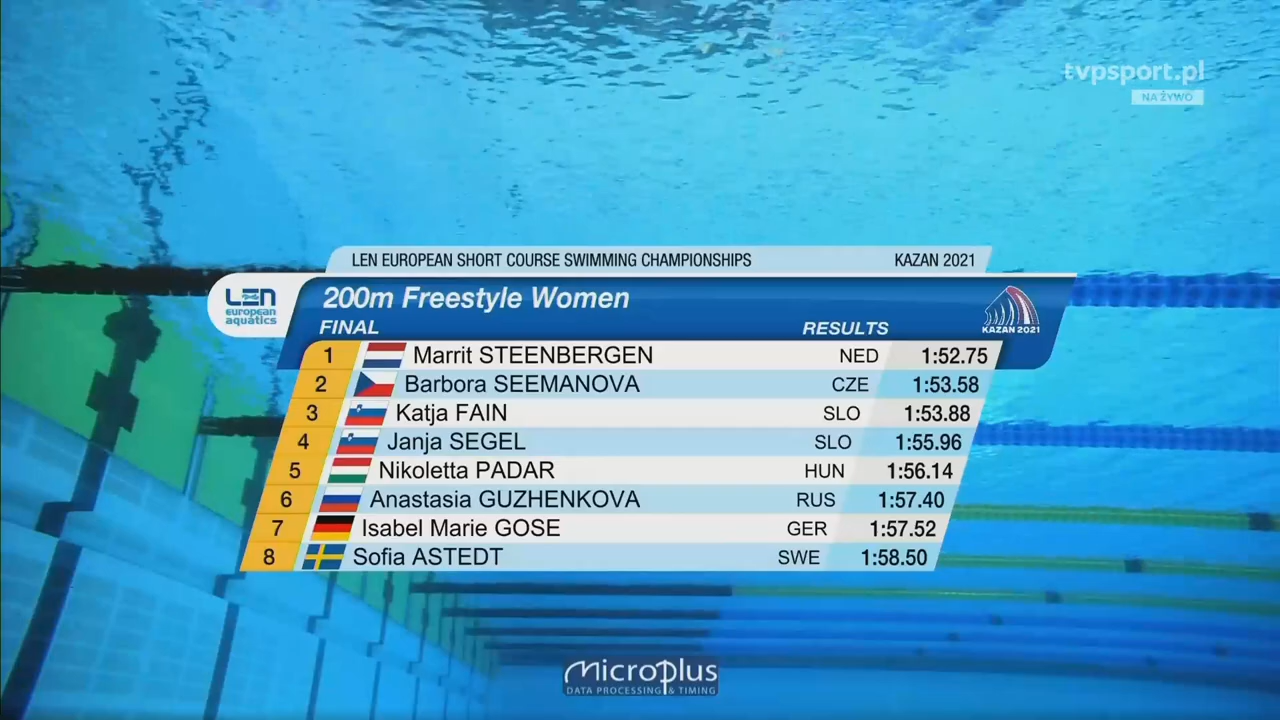 tvpsport.pl
NA ŻYWO
LEN EUROPEAN SHORT COURSE SWIMMING CHAMPIONSHIPS KAZAN 2021
LEN
european
aquatics
200m Freestyle Women
FINAL RESULTS
KAZAN 2021
1 Marrit STEENBERGEN NED 1:52.75
2 Barbora SEEMANOVA CZE 1:53.58
3 Katja FAIN SLO 1:53.88
4 Janja SEGEL SLO 1:55.96
5 Nikoletta PADAR HUN 1:56.14
6 Anastasia GUZHENKOVA RUS 1:57.40
7 Isabel Marie GOSE GER 1:57.52
8 Sofia ASTEDT SWE 1:58.50
Microplus
DATA PROCESSING & TIMING